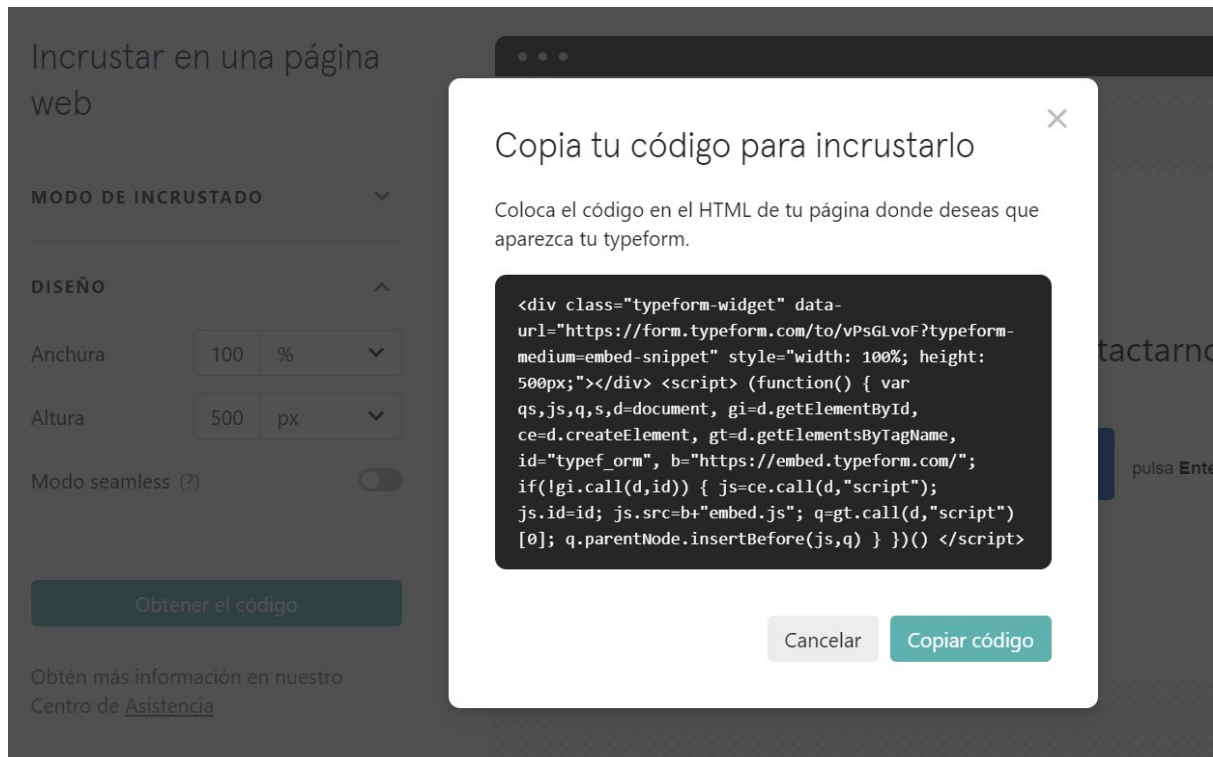 Incrustar en una página
web
MODO DE INCRUSTADO
DISEÑO
Anchura 100 %
Altura 500 px
Modo seamless (?)
Obtener el código
Obtén más información en nuestro
Centro de Asistencia
Copia tu código para incrustarlo
Coloca el código en el HTML de tu página donde deseas que
aparezca tu typeform.
<div class="typeform-widget" data-
url="https://form.typeform.com/to/vPsGLvoF?typeform-
medium=embed-snippet" style="width: 100%; height:
500px;"></div> <script> (function() { var
qs,js,q,s,d=document, gi=d.getElementById,
ce=d.createElement, gt=d.getElementsByTagName,
id="typef_orm", b="https://embed.typeform.com/";
if(!gi.call(d,id)) { js=ce.call(d,"script");
js.id=id; js.src=b+"embed.js"; q=gt.call(d,"script")
[0]; q.parentNode.insertBefore(js,q) } })() </script>
Cancelar Copiar código
pulsa